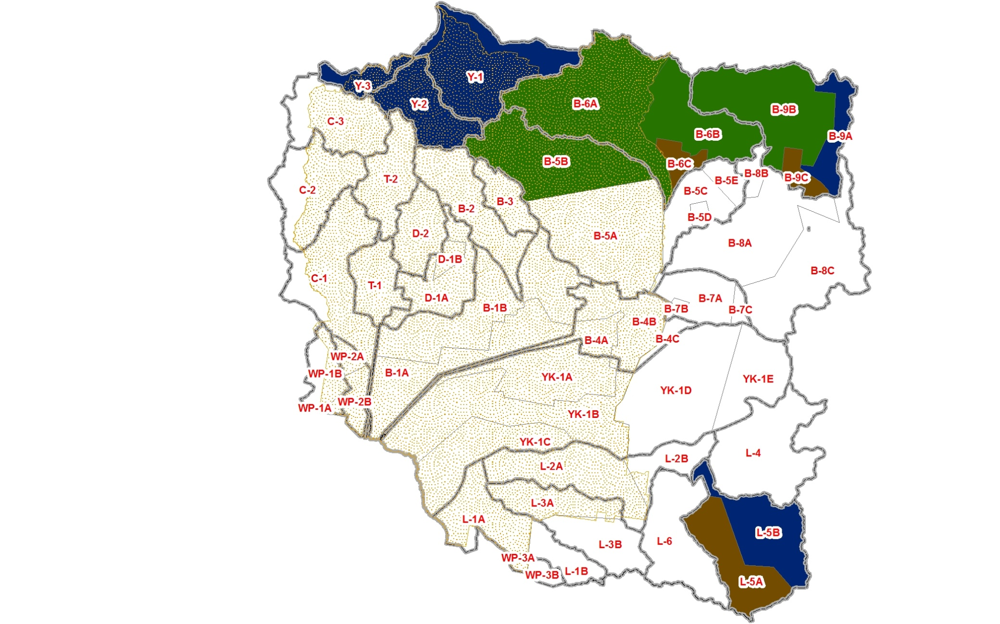 Y-1
Y-3
Y-2
B-6A
B-9B
C-3
B-6B
B-9A
B-5B
B-6C
B-8B
B-9C
T-2
B-5E
C-2
B-5C
B-3
B-2
B-5D
D-2
B-5A
B-8A
D-1B
B-8C
C-1
T-1
D-1A
B-7A
B-1B
B-7B
B-7C
B-4B
B-4A
B-4C
WP-2A
WP-1B
B-1A
YK-1A
YK-1E
YK-1D
WP-2B
WP-1A
YK-1B
YK-1C
L-4
L-2B
L-2A
L-3A
L-1A
L-5B
L-6
L-3B
WP-3A
WP-3B
L-1B
L-5A